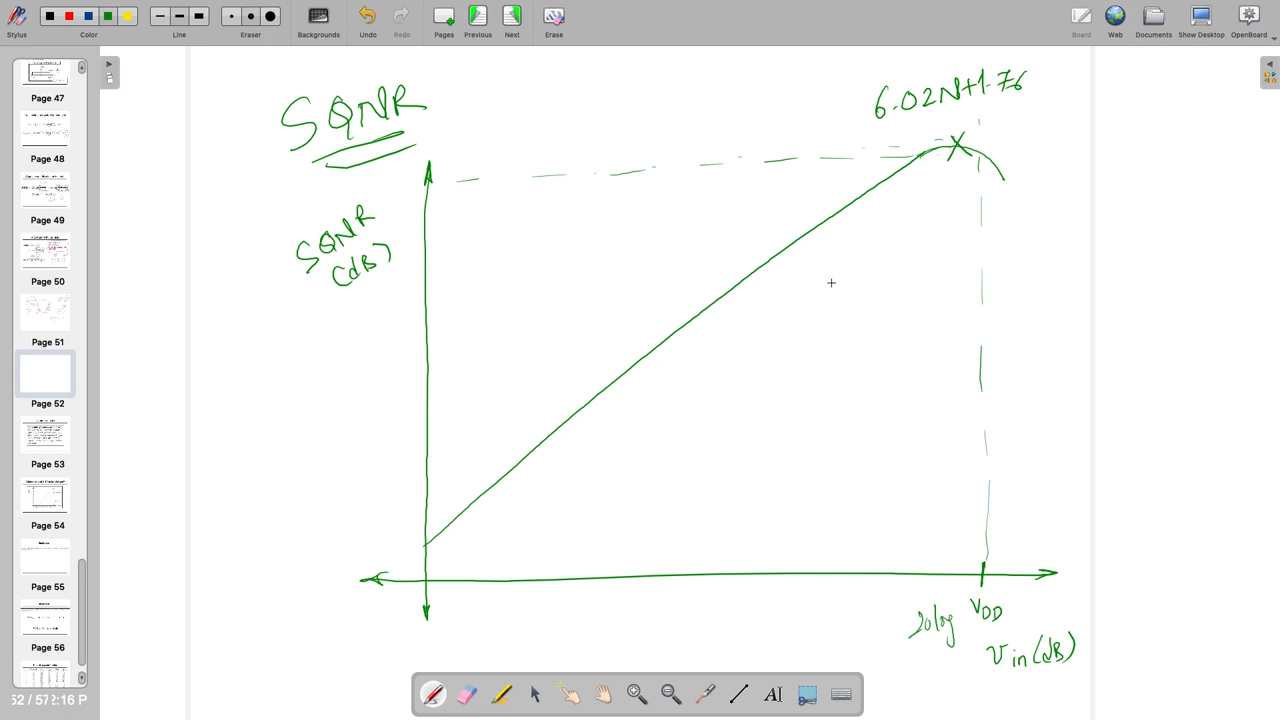 Stylus
Color
Line
Eraser
Backgrounds
Undo
Redo
Pages
Previous
Next
Erase
Board
Web
Documents
Show Desktop
OpenBoard
Page 47
Page 48
Page 49
Page 50
Page 51
Page 52
Page 53
Page 54
Page 55
Page 56
SQNR
6.02N+1.76
SQNR
(dB)
20log VDD
Vin(dB)